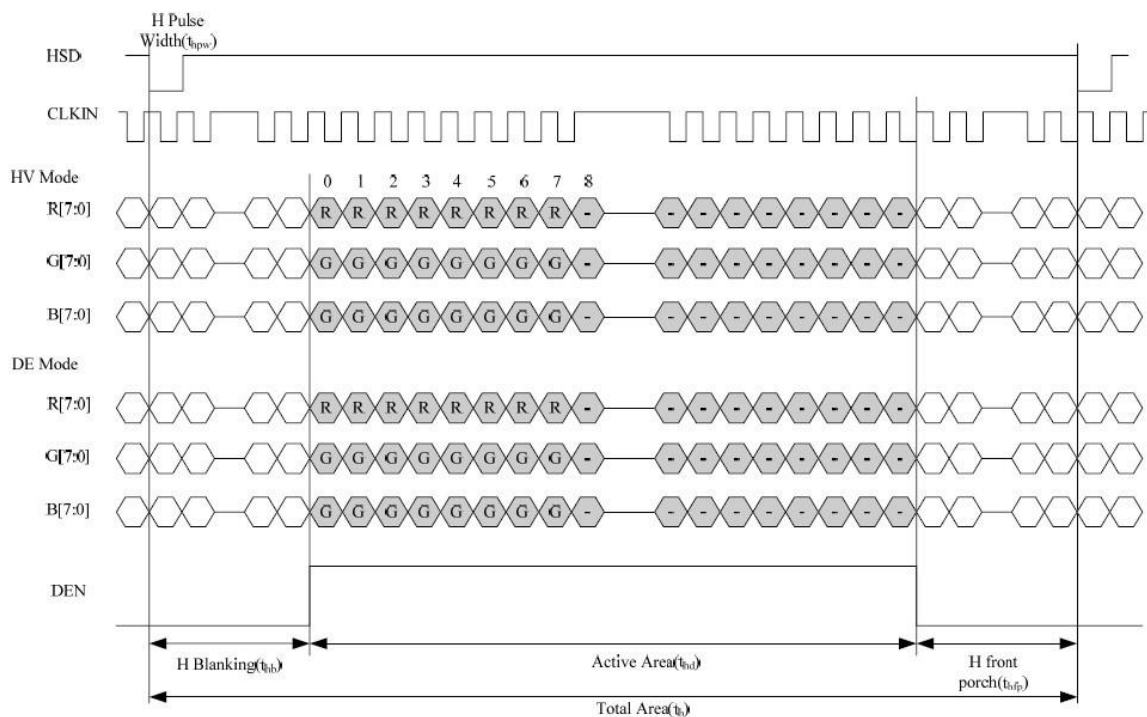 H Pulse
Width(thpw)
HSD
CLKIN
HV Mode
0 1 2 3 4 5 6 7 8
R[7:0] R R R R R R R R - - - - - - - - -
G[7:0] G G G G G G G G - - - - - - - - -
B[7:0] G G G G G G G G - - - - - - - - -
DE Mode
R[7:0] R R R R R R R R - - - - - - - - -
G[7:0] G G G G G G G G - - - - - - - - -
B[7:0] G G G G G G G G - - - - - - - - -
DEN
H Blanking(thb)
Active Area(thd)
H front
porch(thfp)
Total Area(th)